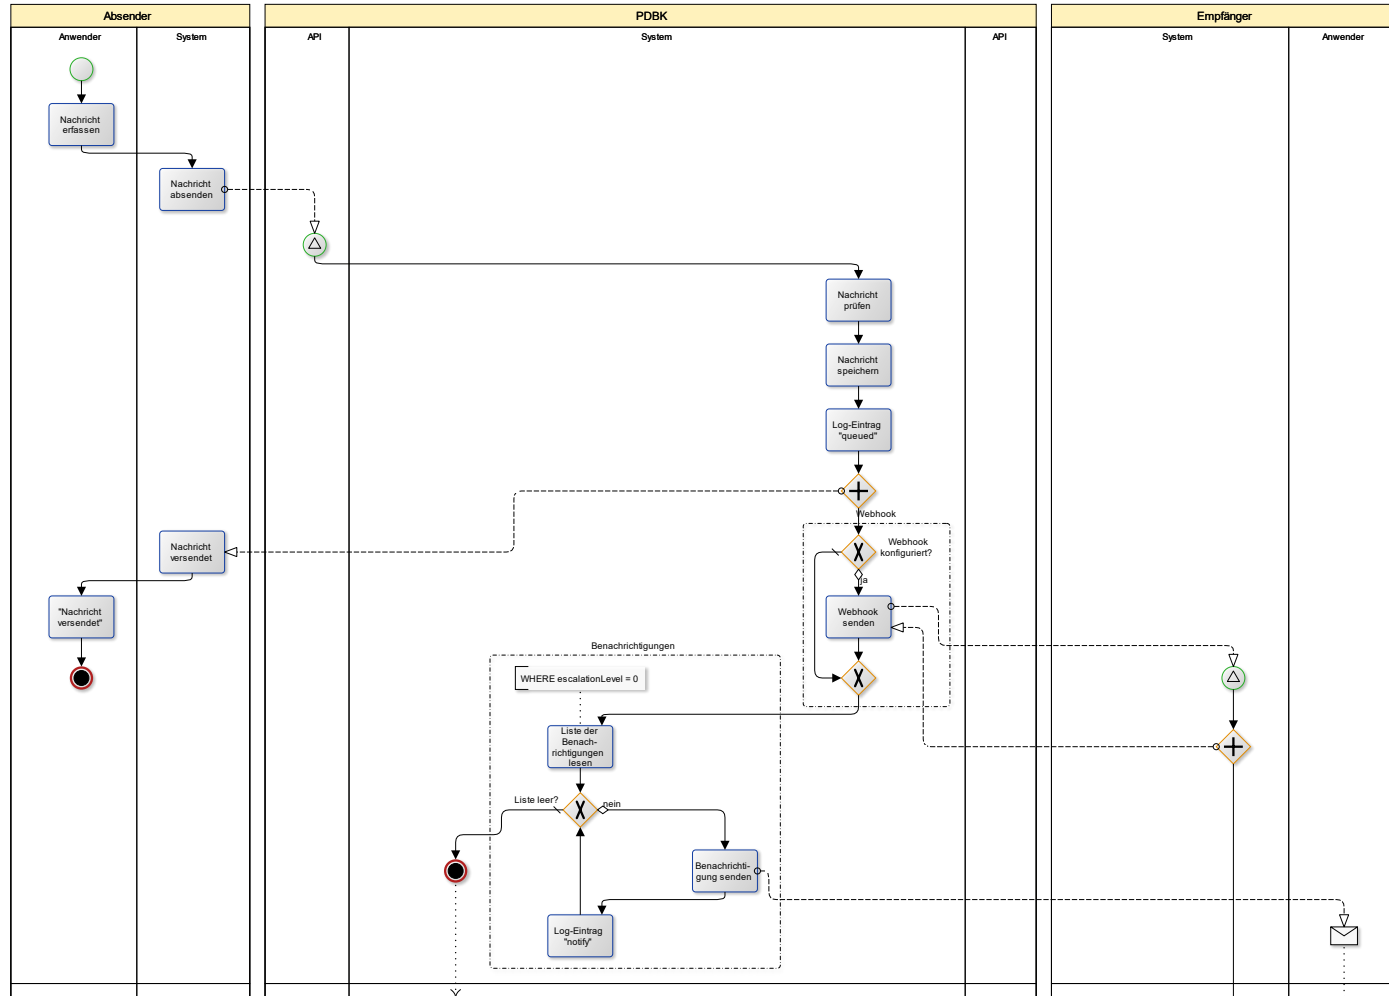 Absender
PDBK
Empfänger
Anwender
System
API
System
API
System
Anwender
Nachricht
erfassen
Nachricht
absenden
Nachricht
prüfen
Nachricht
speichern
Log-Eintrag
"queued"
Webhook
Webhook
konfiguriert?
ja
Nachricht
versendet
"Nachricht
versendet"
Webhook
senden
Benachrichtigungen
WHERE escalationLevel = 0
Liste der
Benach-
richtigungen
lesen
Liste leer?
nein
Benachrichti-
gung senden
Log-Eintrag
"notify"